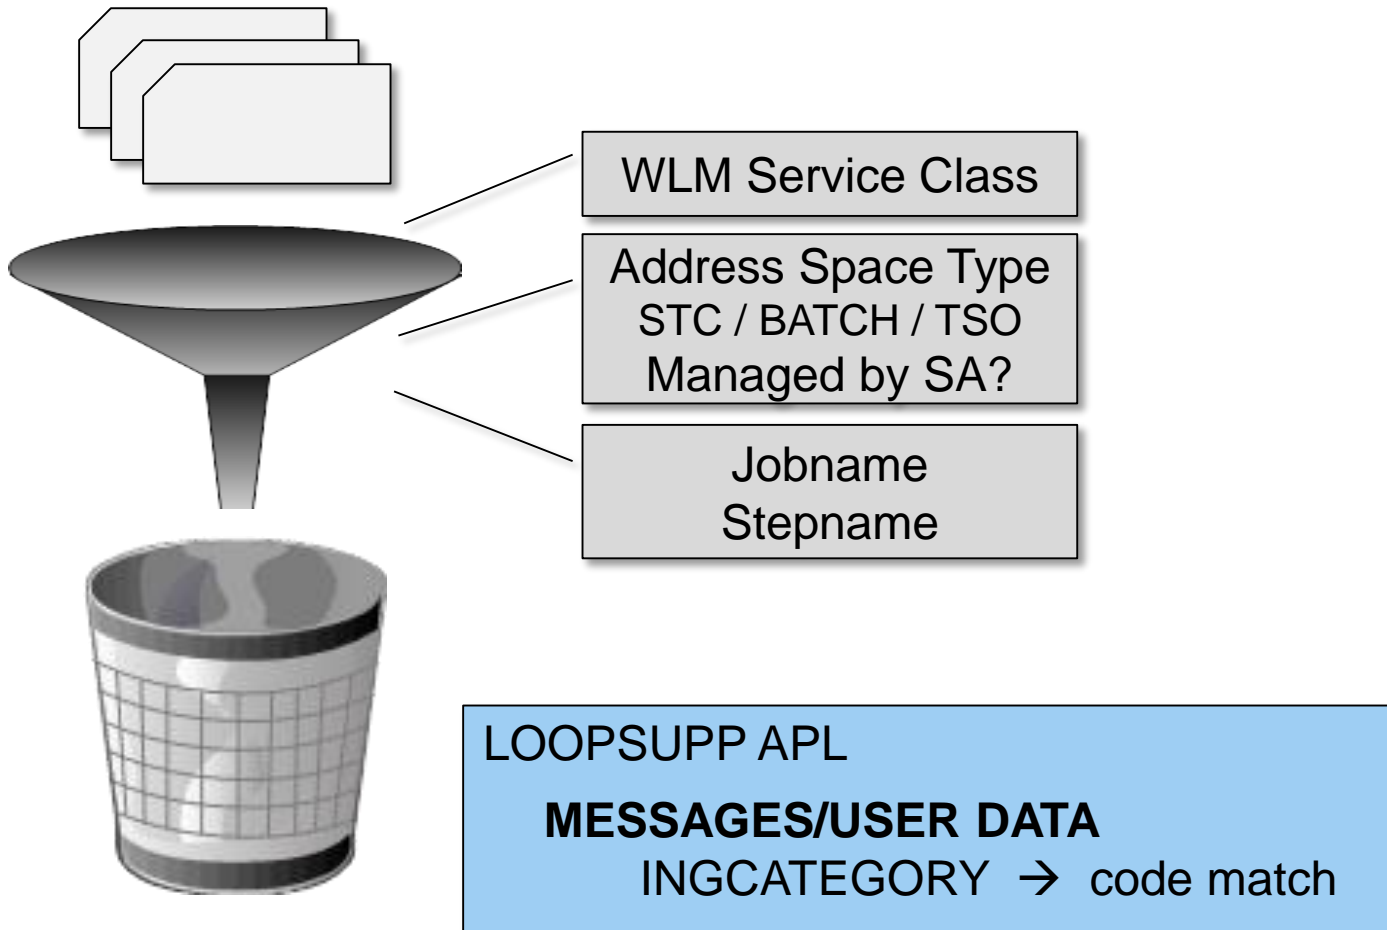 WLM Service Class
Address Space Type
STC / BATCH / TSO
Managed by SA?
Jobname
Stepname
LOOPSUPP APL
MESSAGES/USER DATA
INGCATEGORY → code match